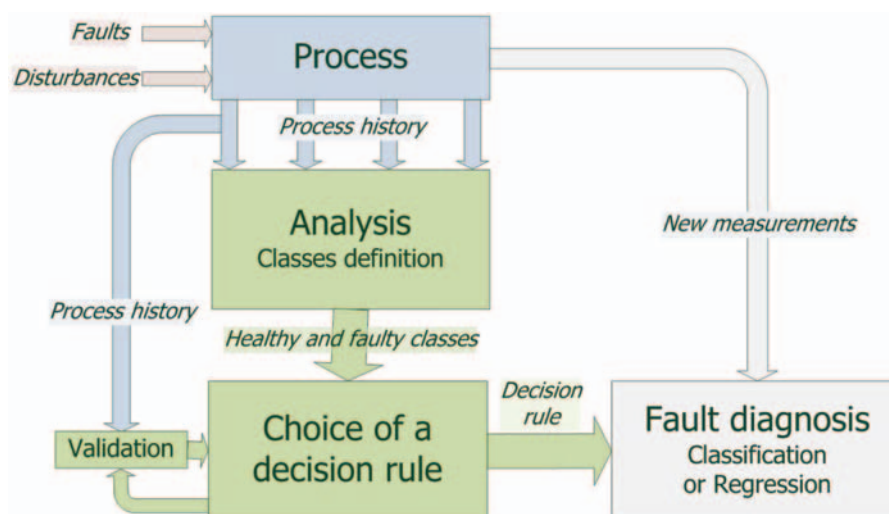 Faults
Process
Disturbances
Process history
Analysis
Classes definition
New measurements
Process history
Healthy and faulty classes
Decision
rule
Choice of a
decision rule
Validation
Fault diagnosis
Classification
or Regression